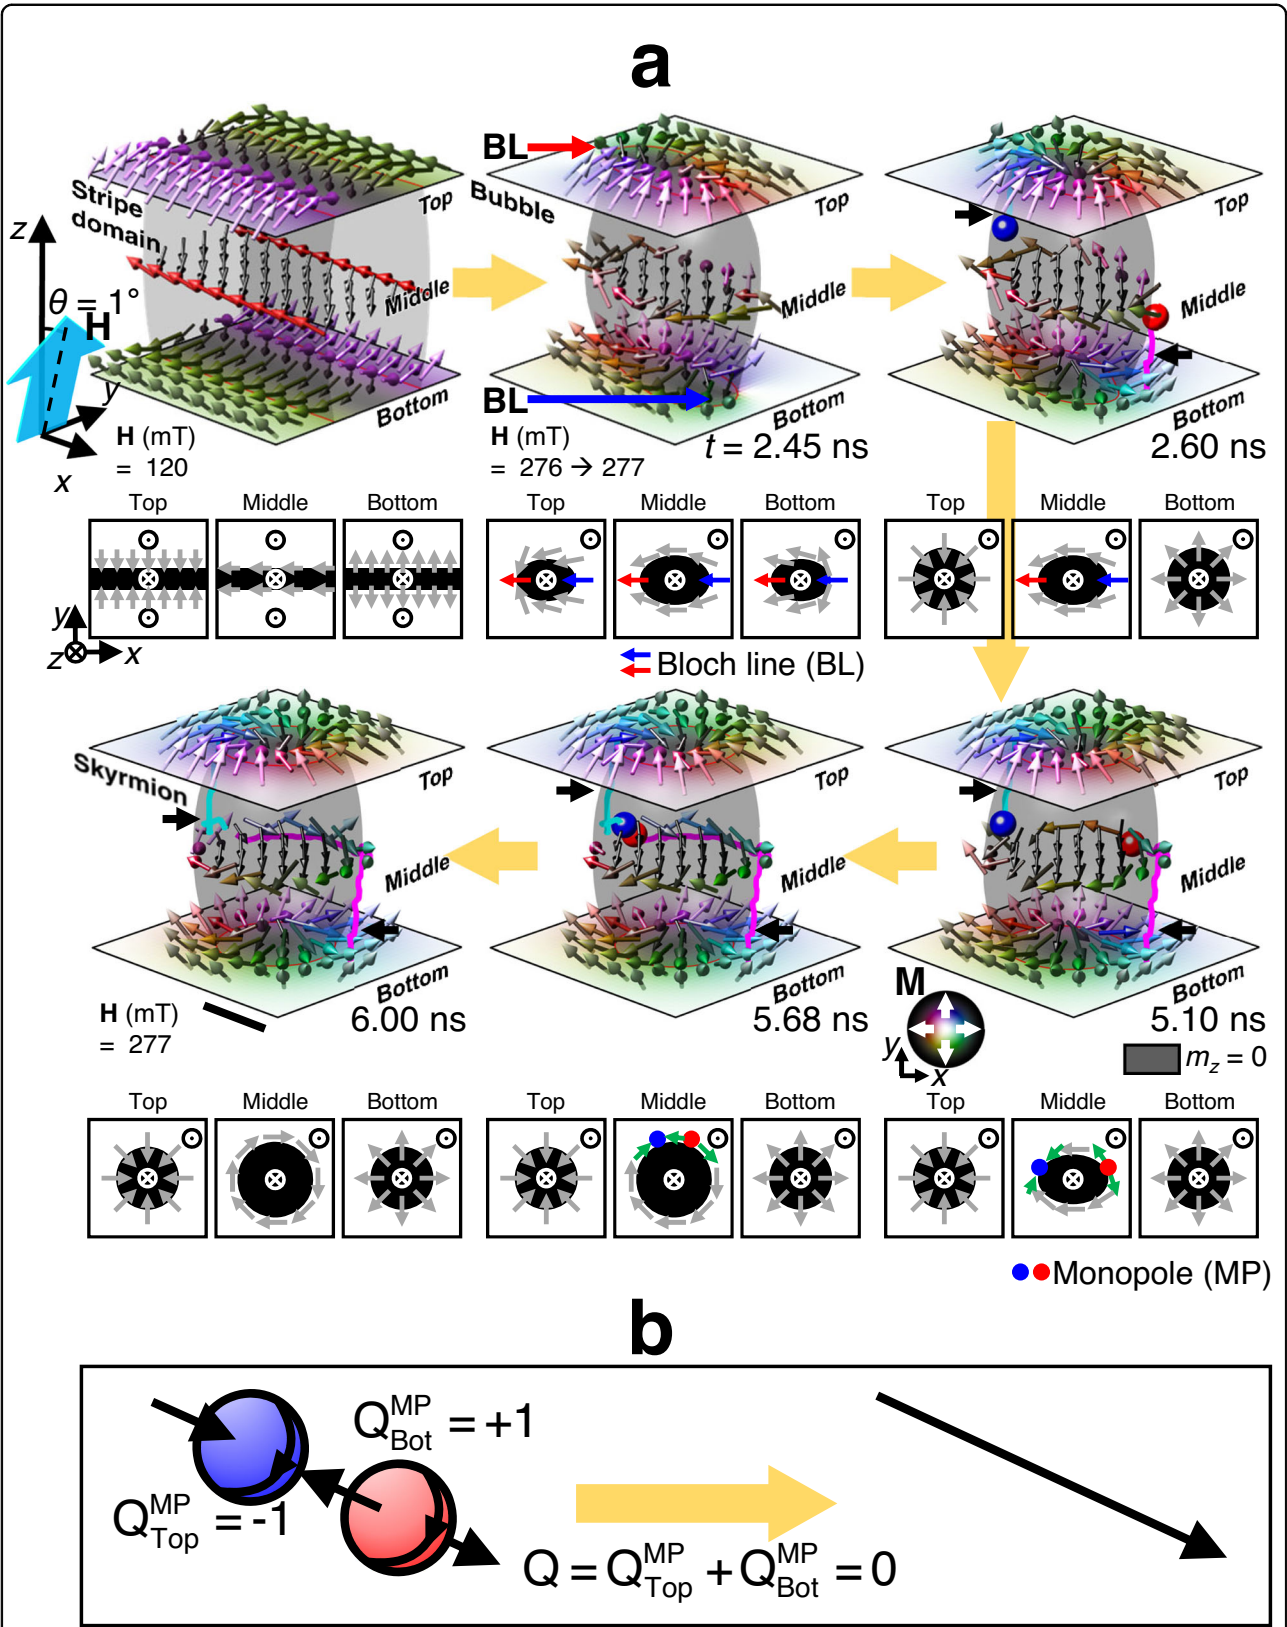 a
Stripe
domain
Top
Middle
Bottom
z
θ = 1°
H
y
x
H (mT)
= 120
BL
Bubble
Top
Middle
BL
Bottom
H (mT)
= 276 → 277
t = 2.45 ns
Top
Middle
Bottom
2.60 ns
Top Middle Bottom
Top Middle Bottom
Top Middle Bottom
y
z x
Bloch line (BL)
Skyrmion
Top
Middle
Bottom
H (mT)
= 277
6.00 ns
Top
Middle
Bottom
5.68 ns
Top
Middle
Bottom
M
y
x
5.10 ns
m_z = 0
Top Middle Bottom
Top Middle Bottom
Top Middle Bottom
Monopole (MP)
b
Q^MP_Bot = +1
Q^MP_Top = -1
Q = Q^MP_Top + Q^MP_Bot = 0